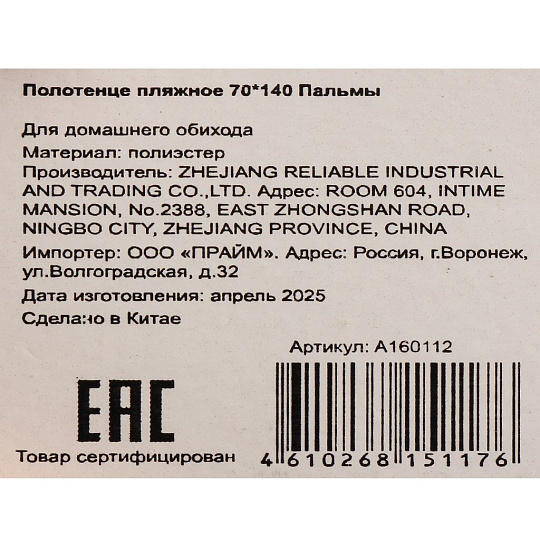 Полотенце пляжное 70*140 Пальмы
Для домашнего обихода
Материал: полиэстер
Производитель: ZHEJIANG RELIABLE INDUSTRIAL
AND TRADING CO.,LTD. Адрес: ROOM 604, INTIME
MANSION, No.2388, EAST ZHONGSHAN ROAD,
NINGBO CITY, ZHEJIANG PROVINCE, CHINA
Импортер: ООО «ПРАЙМ». Адрес: Россия, г.Воронеж,
ул.Волгоградская, д.32
Дата изготовления: апрель 2025
Сделано в Китае
Артикул: А160112
ЕАС
Товар сертифицирован
4 610268 151176